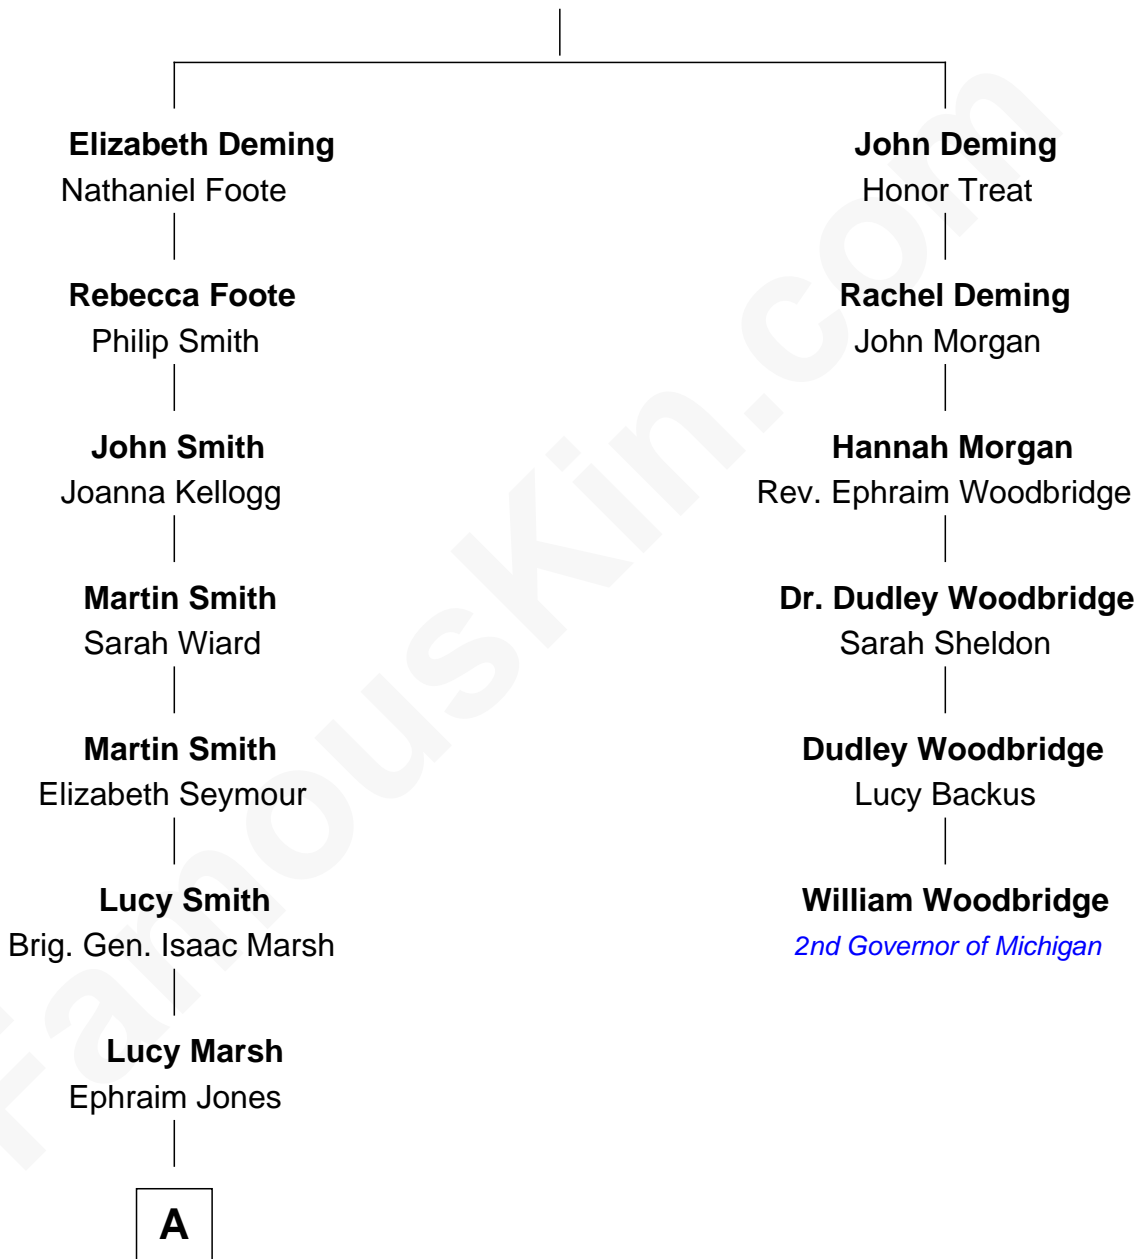 Elizabeth Deming
Nathaniel Foote
Rebecca Foote
Philip Smith
John Smith
Joanna Kellogg
Martin Smith
Sarah Wiard
Martin Smith
Elizabeth Seymour
Lucy Smith
Brig. Gen. Isaac Marsh
Lucy Marsh
Ephraim Jones
A
John Deming
Honor Treat
Rachel Deming
John Morgan
Hannah Morgan
Rev. Ephraim Woodbridge
Dr. Dudley Woodbridge
Sarah Sheldon
Dudley Woodbridge
Lucy Backus
William Woodbridge
2nd Governor of Michigan
FamousKin.com